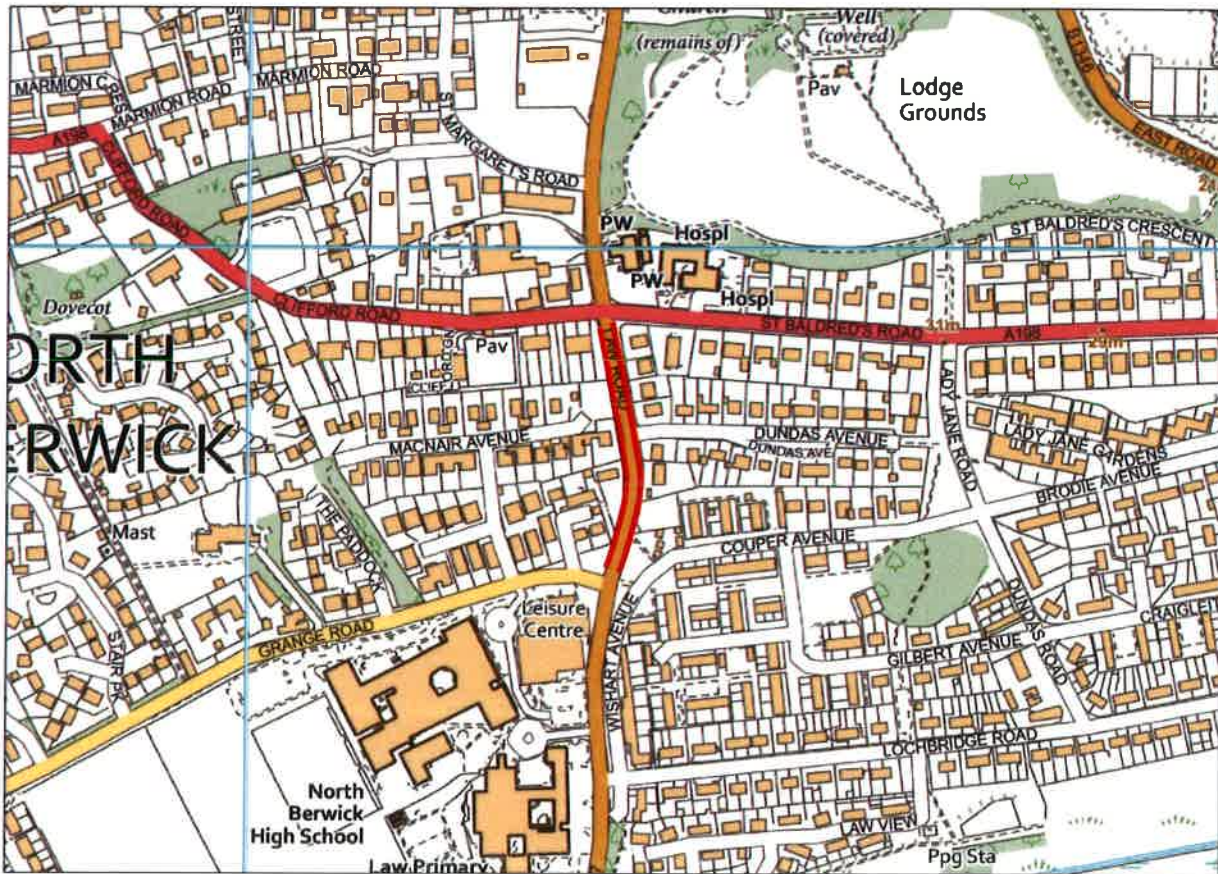 (remains of)
Well
(covered)
Pav
Lodge
Grounds
B1346
EAST ROAD
MARMION ROAD
MARMION ROAD
A198
CLIFFORD ROAD
ST MARGARET'S ROAD
PW
Hospl
PW
Hospl
ST BALDRED'S CRESCENT
Dovecot
CLIFFORD ROAD
ST BALDRED'S ROAD
31m
A198
29m
Pav
LAW ROAD
LADY JANE ROAD
MACNAIR AVENUE
DUNDAS AVENUE
DUNDAS AVE
LADY JANE GARDENS
BRODIE AVENUE
ORTH
ERWICK
Mast
THE PADDOCK
COUPER AVENUE
Leisure
Centre
GRANGE ROAD
STAIR PK
WISHART AVENUE
GILBERT AVENUE
DUNDAS ROAD
CRAIGLEIT
LOCHBRIDGE ROAD
North
Berwick
High School
Law Primary
LAW VIEW
Ppg Sta